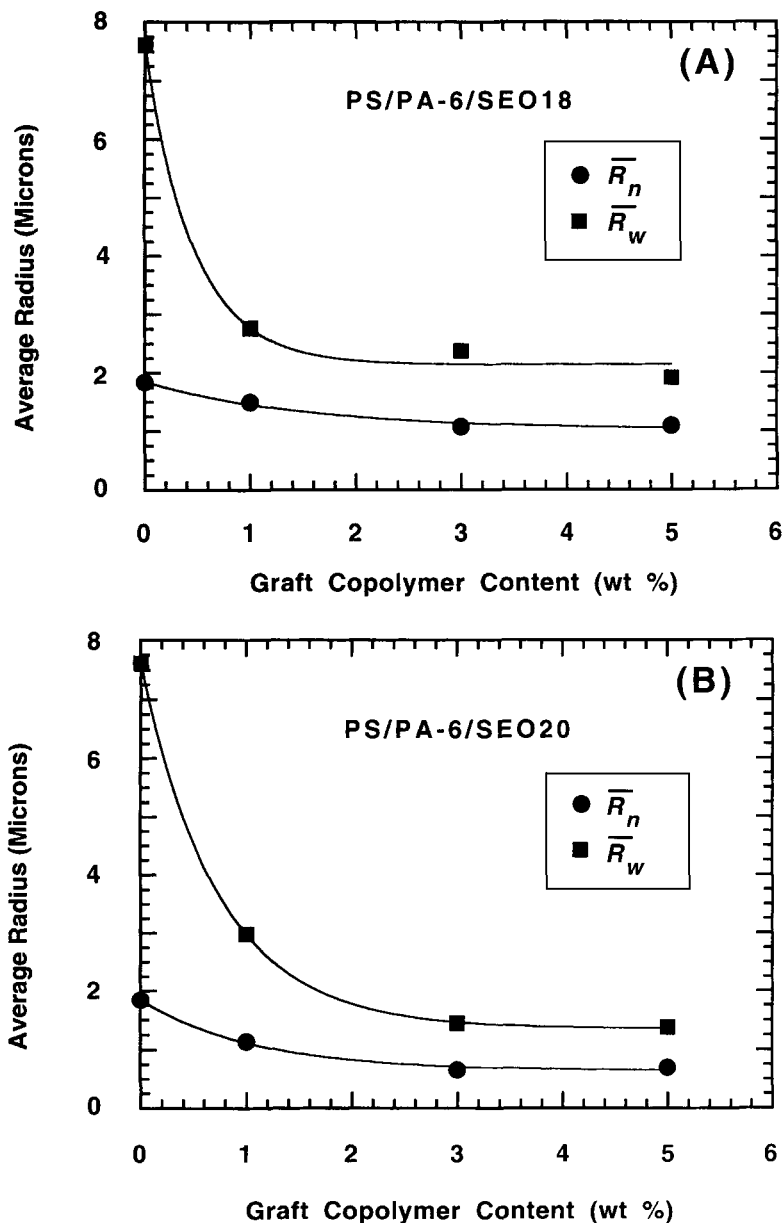 (A)
PS/PA-6/SEO18
R̅n
R̅w
Average Radius (Microns)
8
6
4
2
0
0 1 2 3 4 5 6
Graft Copolymer Content (wt %)
(B)
PS/PA-6/SEO20
R̅n
R̅w
Average Radius (Microns)
8
6
4
2
0
0 1 2 3 4 5 6
Graft Copolymer Content (wt %)